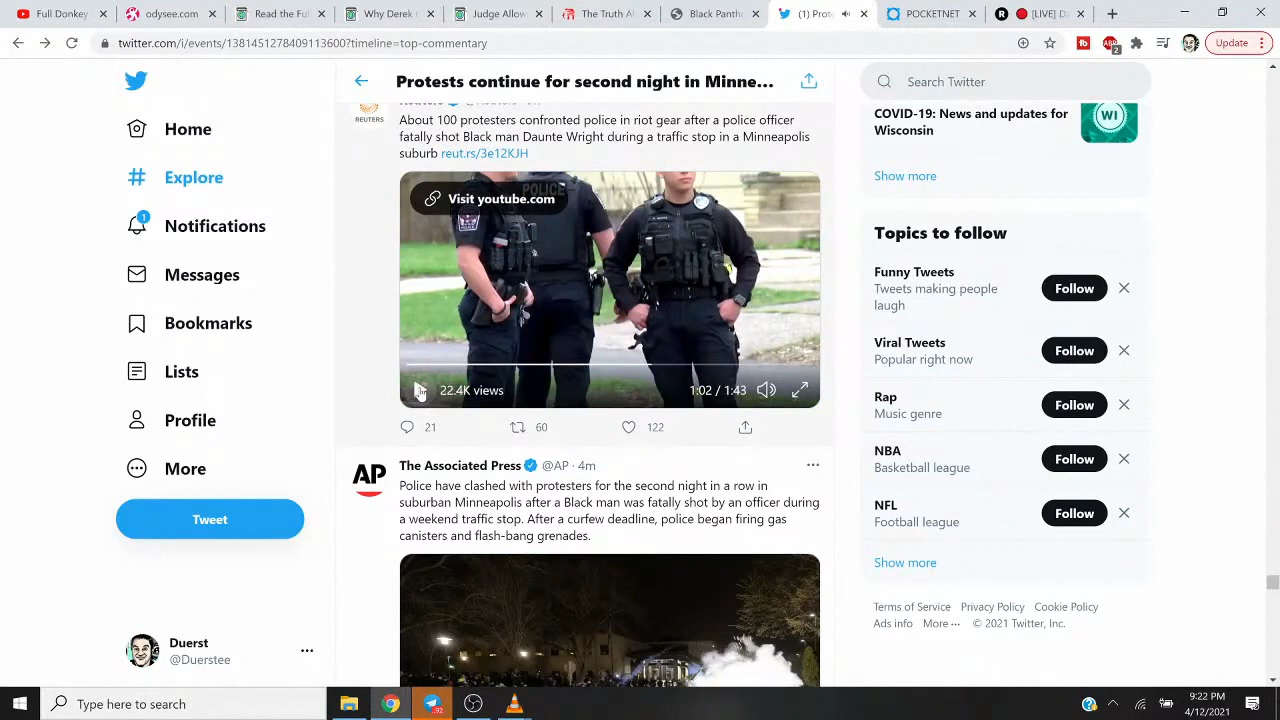 odysee.com
Read the Ful
Why Derek
Judge Allow
The Truth Al
Black Panthe
(1) Prote
POCKETNET
[LIVE] D
twitter.com/i/events/1381451278409113600?timeline=top-commentary
Update
Home
Explore
1
Notifications
Messages
Bookmarks
Lists
Profile
More
Tweet
Duerst
@Duerstee
Protests continue for second night in Minne...
REUTERS
About 100 protesters confronted police in riot gear after a police officer
fatally shot Black man Daunte Wright during a traffic stop in a Minneapolis
suburb reut.rs/3e12KJH
POLICE
Visit youtube.com
22.4K views
1:02 / 1:43
21
60
122
AP
The Associated Press @AP · 4m
Police have clashed with protesters for the second night in a row in
suburban Minneapolis after a Black man was fatally shot by an officer during
a weekend traffic stop. After a curfew deadline, police began firing gas
canisters and flash-bang grenades.
Search Twitter
COVID-19: News and updates for
Wisconsin
WI
Show more
Topics to follow
Funny Tweets
Tweets making people
laugh
Follow
Viral Tweets
Popular right now
Follow
Rap
Music genre
Follow
NBA
Basketball league
Follow
NFL
Football league
Follow
Show more
Terms of Service Privacy Policy Cookie Policy
Ads info More ··· © 2021 Twitter, Inc.
Type here to search
92
9:22 PM
4/12/2021